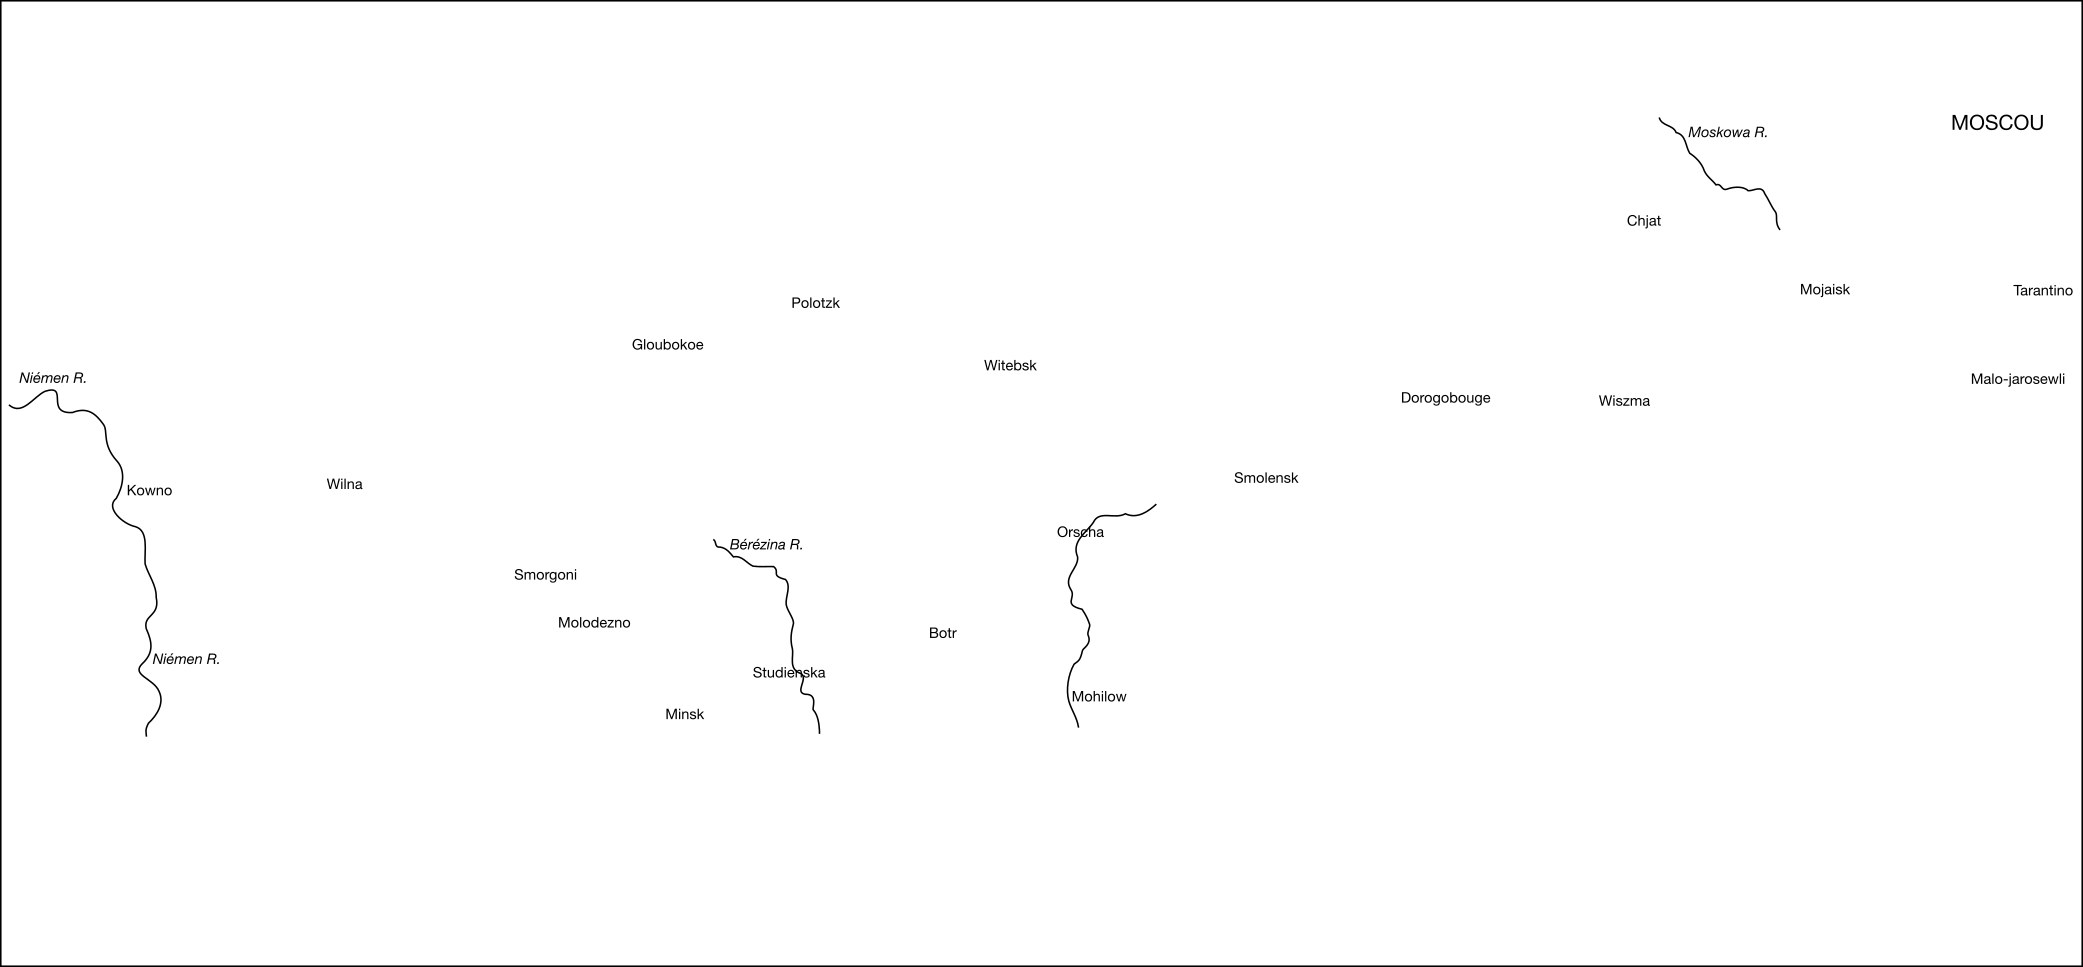 MOSCOU
Moskowa R.
Chjat
Mojaisk
Tarantino
Polotzk
Gloubokoe
Witebsk
Niémen R.
Malo-jarosewli
Dorogobouge
Wiszma
Kowno
Wilna
Smolensk
Orscha
Bérézina R.
Smorgoni
Molodezno
Botr
Niémen R.
Studienska
Mohilow
Minsk